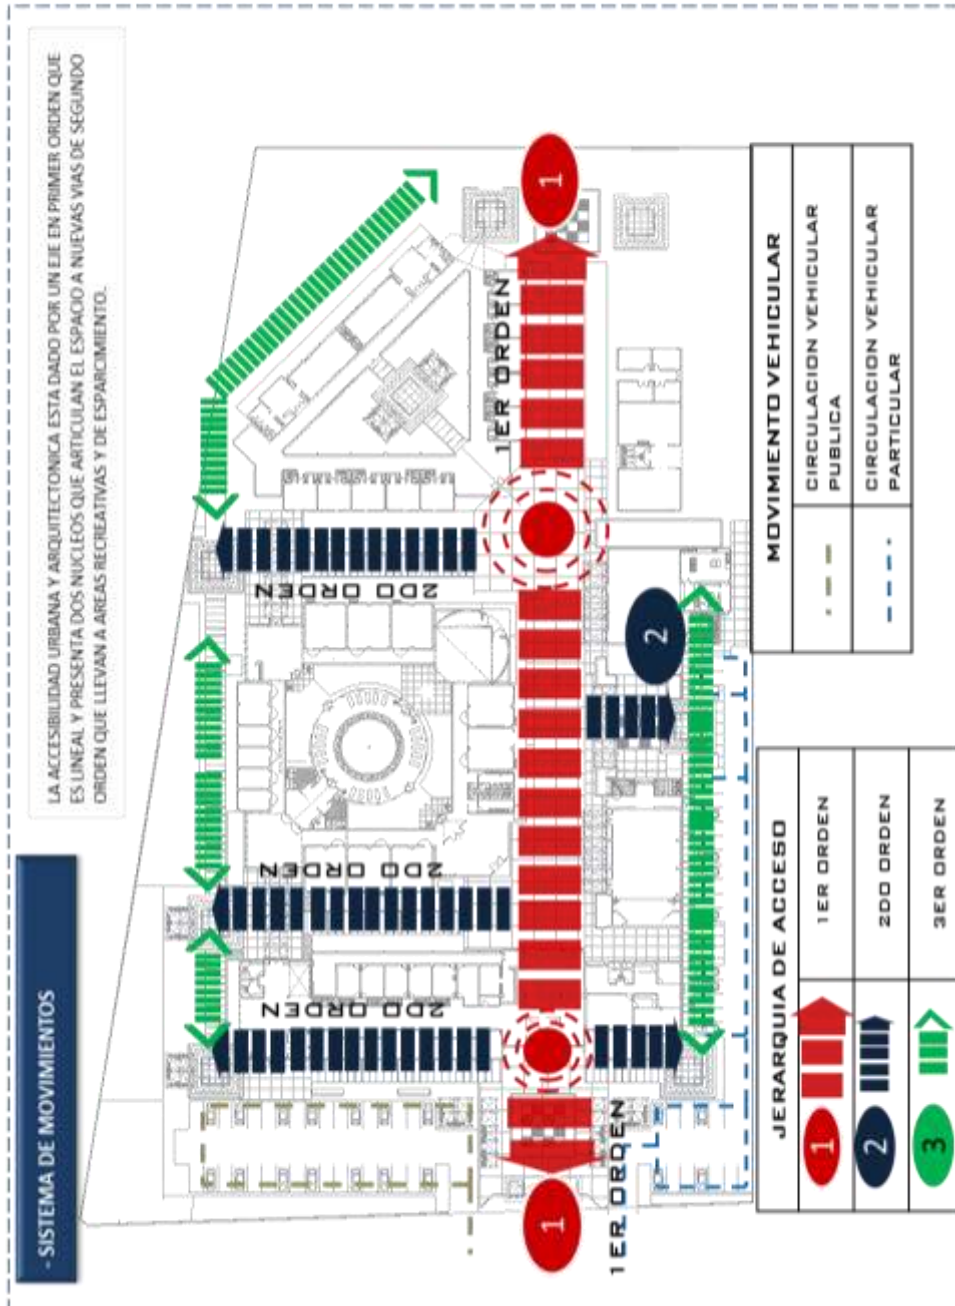 - SISTEMA DE MOVIMIENTOS
LA ACCESIBILIDAD URBANA Y ARQUITECTONICA ESTA DADO POR UN EJE EN PRIMER ORDEN QUE
ES LINEAL Y PRESENTA DOS NUCLEOS QUE ARTICULAN EL ESPACIO A NUEVAS VIAS DE SEGUNDO
ORDEN QUE LLEVAN A AREAS RECREATIVAS Y DE ESPARCIMIENTO.
2DO ORDEN
2DO ORDEN
2DO ORDEN
1ER ORDEN
1
1
1ER ORDEN
2
JERARQUIA DE ACCESO
1
1ER ORDEN
2
2DO ORDEN
3
3ER ORDEN
MOVIMIENTO VEHICULAR
CIRCULACION VEHICULAR
PUBLICA
CIRCULACION VEHICULAR
PARTICULAR